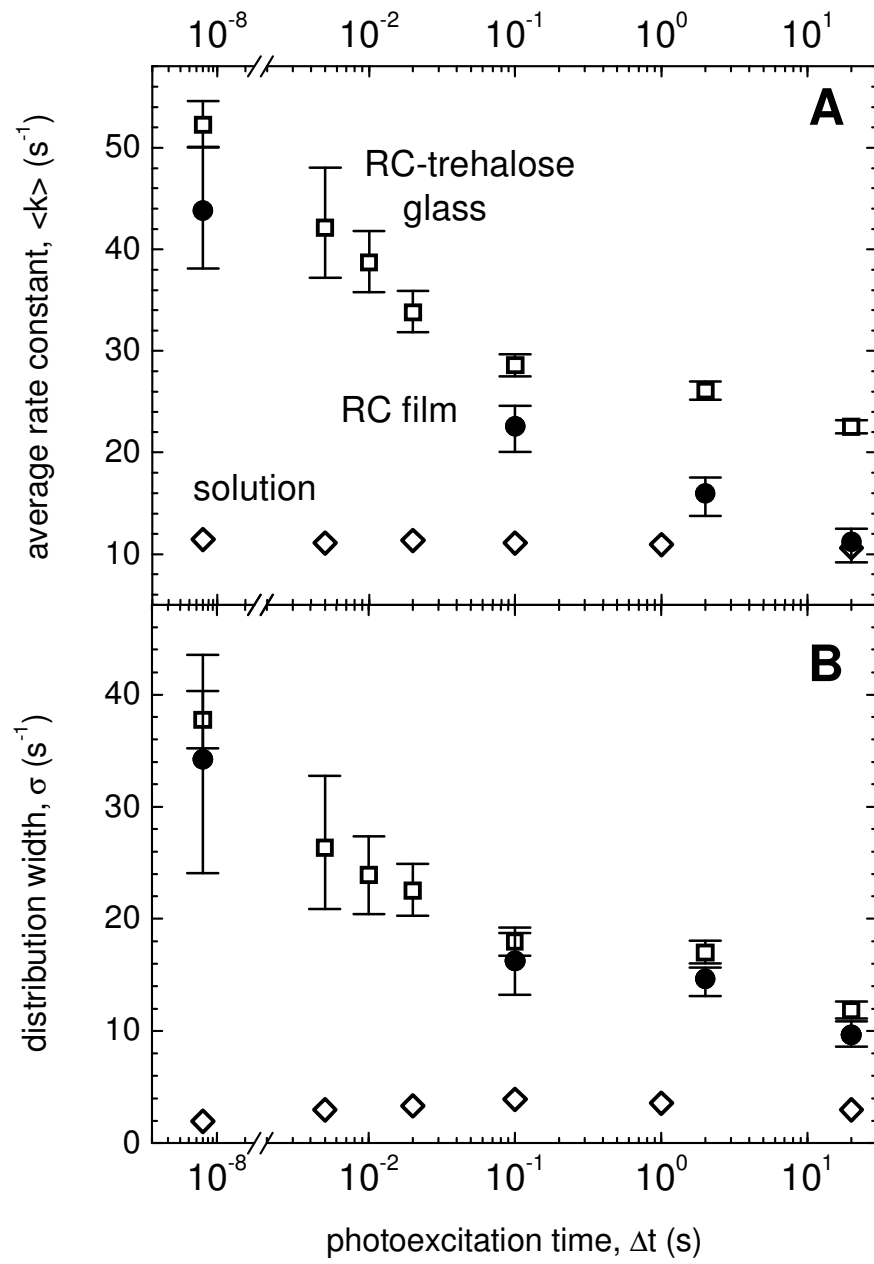 10⁻⁸ 10⁻² 10⁻¹ 10⁰ 10¹
A
50
40
30
20
10
average rate constant, <k> (s⁻¹)
RC-trehalose
glass
RC film
solution
B
40
30
20
10
0
distribution width, σ (s⁻¹)
10⁻⁸ 10⁻² 10⁻¹ 10⁰ 10¹
photoexcitation time, Δt (s)